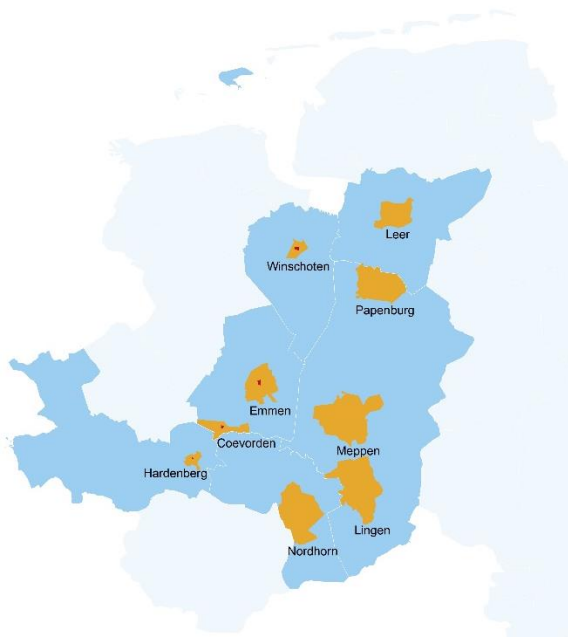 Leer
Winschoten
Papenburg
Emmen
Coevorden
Meppen
Hardenberg
Lingen
Nordhorn